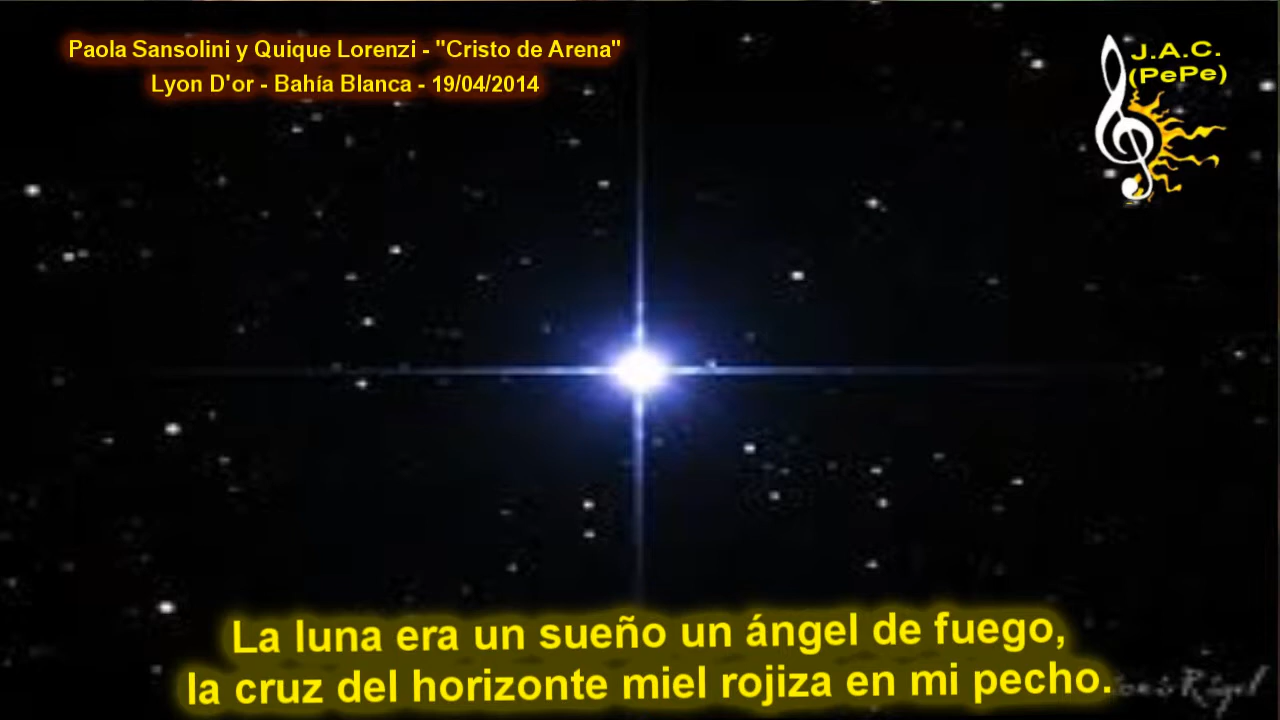 Paola Sansolini y Quique Lorenzi - "Cristo de Arena"
Lyon D'or - Bahía Blanca - 19/04/2014
J.A.C.
(PePe)
La luna era un sueño un ángel de fuego,
la cruz del horizonte miel rojiza en mi pecho.